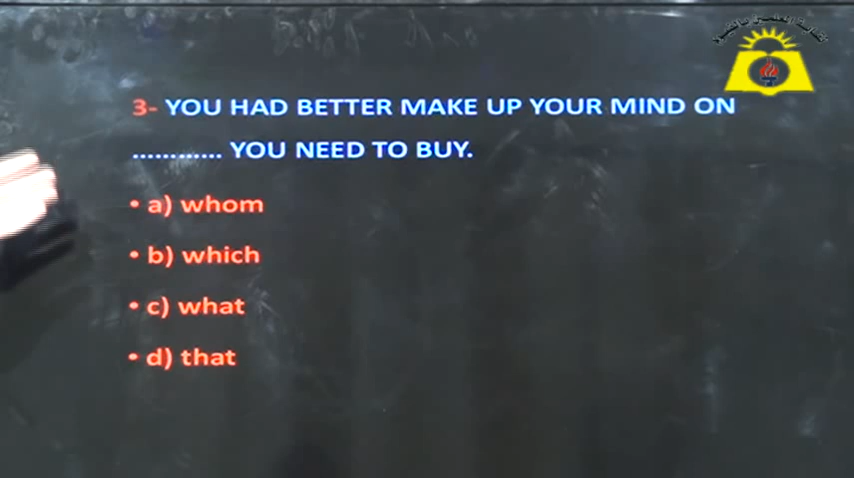 3- YOU HAD BETTER MAKE UP YOUR MIND ON
............ YOU NEED TO BUY.
• a) whom
• b) which
• c) what
• d) that